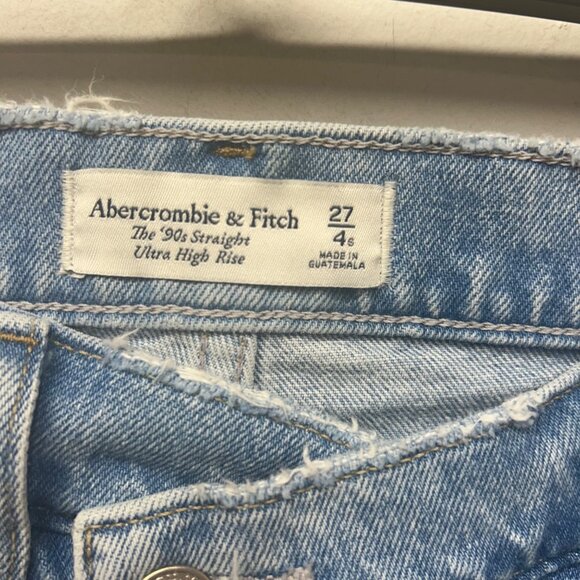 Abercrombie & Fitch
The '90s Straight
Ultra High Rise
27
4S
MADE IN
GUATEMALA